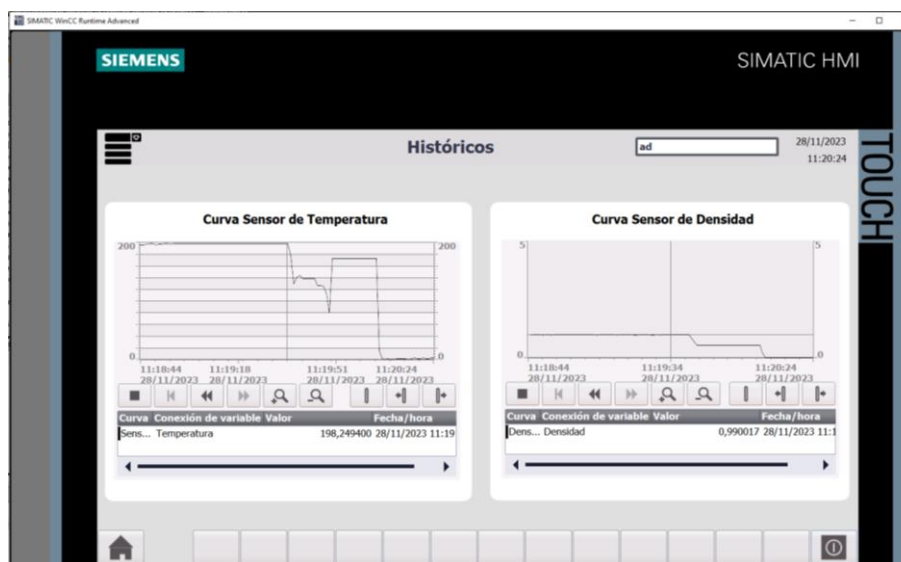 SIMATIC WinCC Runtime Advanced
SIEMENS
SIMATIC HMI
TOUCH
Históricos
ad
28/11/2023
11:20:24
Curva Sensor de Temperatura
200
200
0
0
11:18:44 11:19:18 11:19:51 11:20:24
28/11/2023 28/11/2023 28/11/2023 28/11/2023
Curva Conexión de variable Valor Fecha/hora
Sens... Temperatura 198,249400 28/11/2023 11:19
Curva Sensor de Densidad
5
5
0
0
11:18:44 11:19:34 11:20:24
28/11/2023 28/11/2023 28/11/2023
Curva Conexión de variable Valor Fecha/hora
Dens... Densidad 0,990017 28/11/2023 11:1